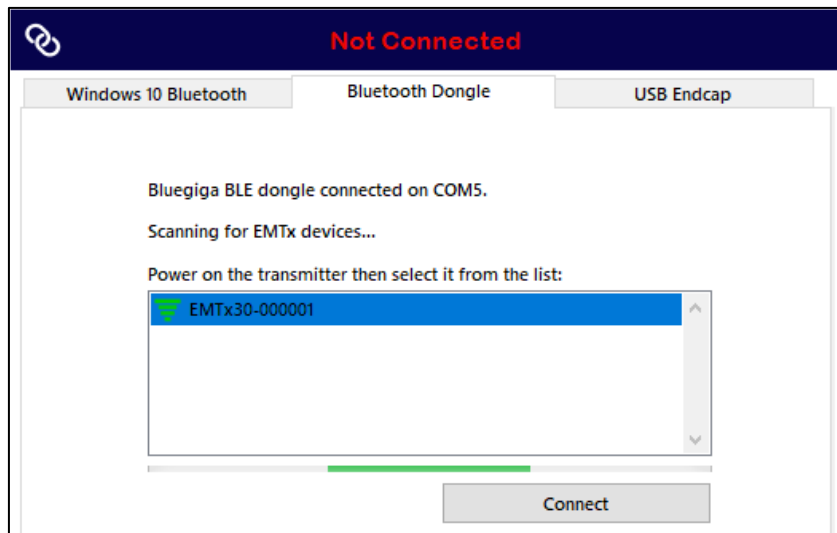 Not Connected
Windows 10 Bluetooth
Bluetooth Dongle
USB Endcap
Bluegiga BLE dongle connected on COM5.
Scanning for EMTx devices...
Power on the transmitter then select it from the list:
EMTx30-000001
Connect